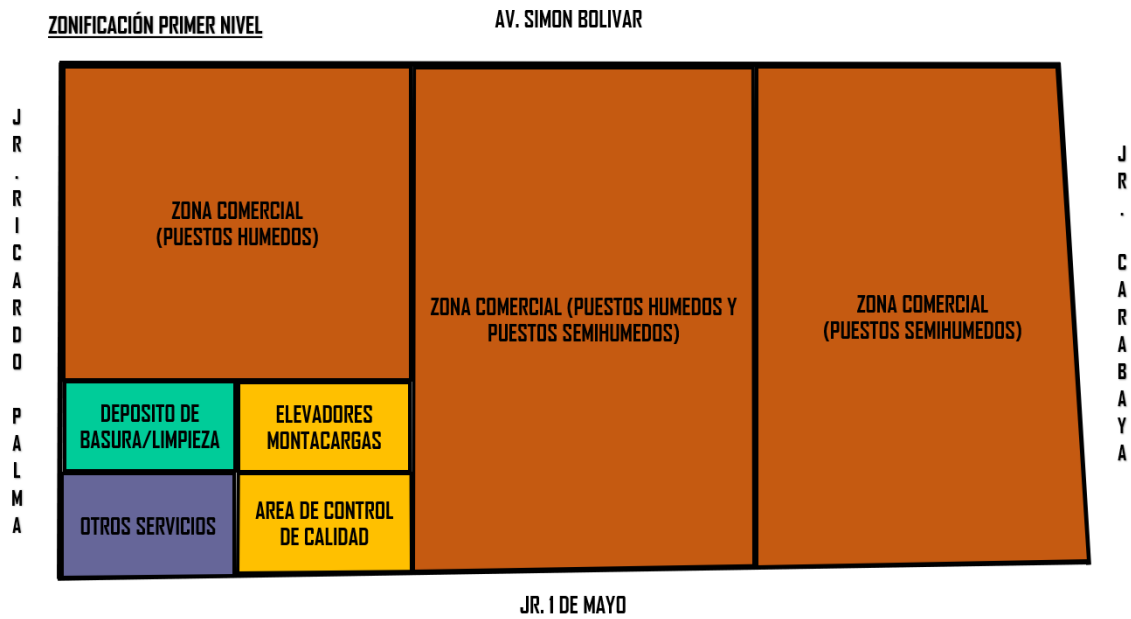 ZONIFICACIÓN PRIMER NIVEL
AV. SIMON BOLIVAR
JR.RICARDO PALMA
ZONA COMERCIAL
(PUESTOS HUMEDOS)
ZONA COMERCIAL (PUESTOS HUMEDOS Y
PUESTOS SEMIHUMEDOS)
ZONA COMERCIAL
(PUESTOS SEMIHUMEDOS)
JR. CARABAYA
DEPOSITO DE
BASURA/LIMPIEZA
ELEVADORES
MONTACARGAS
OTROS SERVICIOS
AREA DE CONTROL
DE CALIDAD
JR. 1 DE MAYO